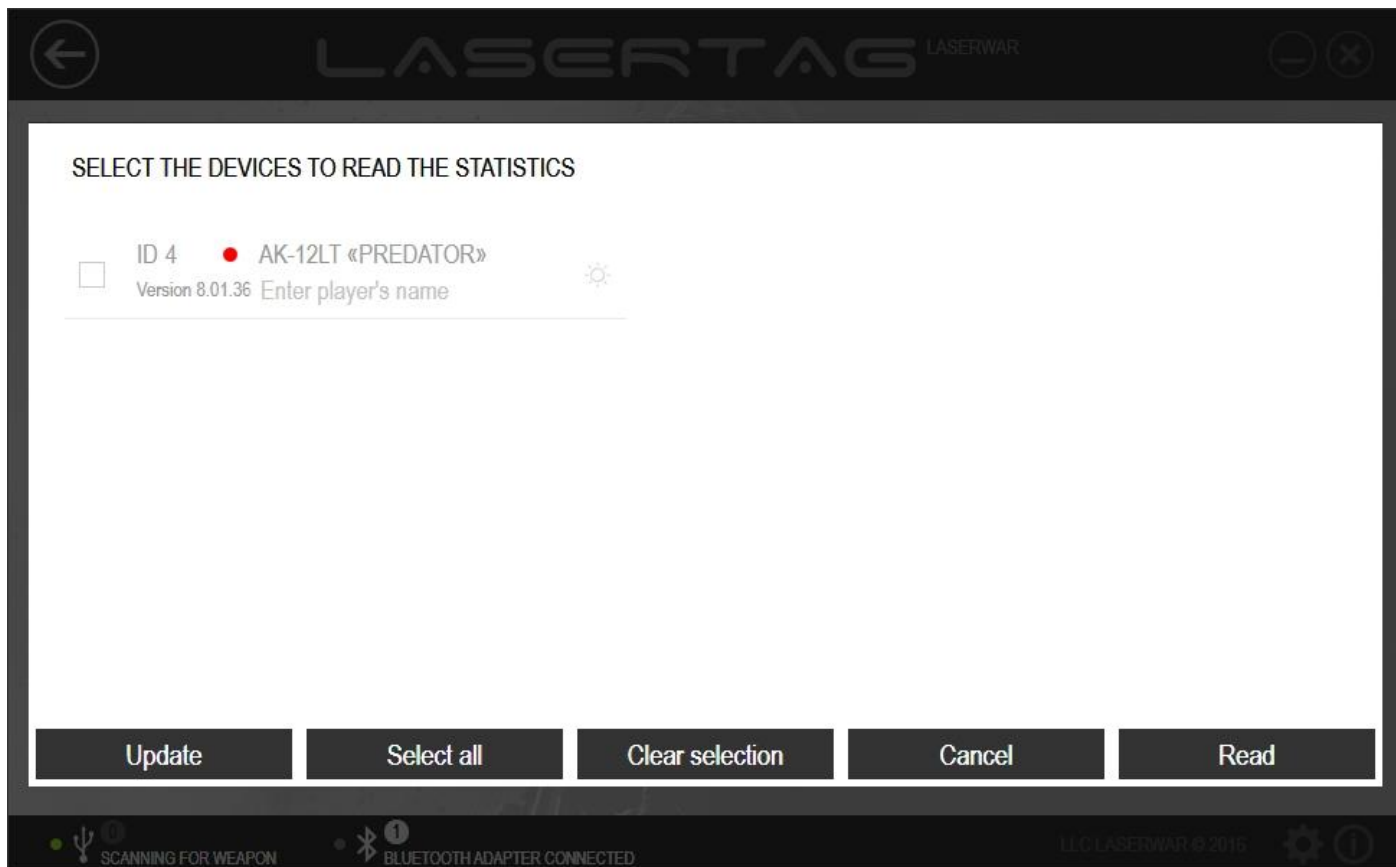 LASERTAG LASERWAR
SELECT THE DEVICES TO READ THE STATISTICS
ID 4 AK-12LT «PREDATOR»
Version 8.01.36 Enter player's name
Update Select all Clear selection Cancel Read
0 1
SCANNING FOR WEAPON BLUETOOTH ADAPTER CONNECTED LLC LASERWAR © 2016